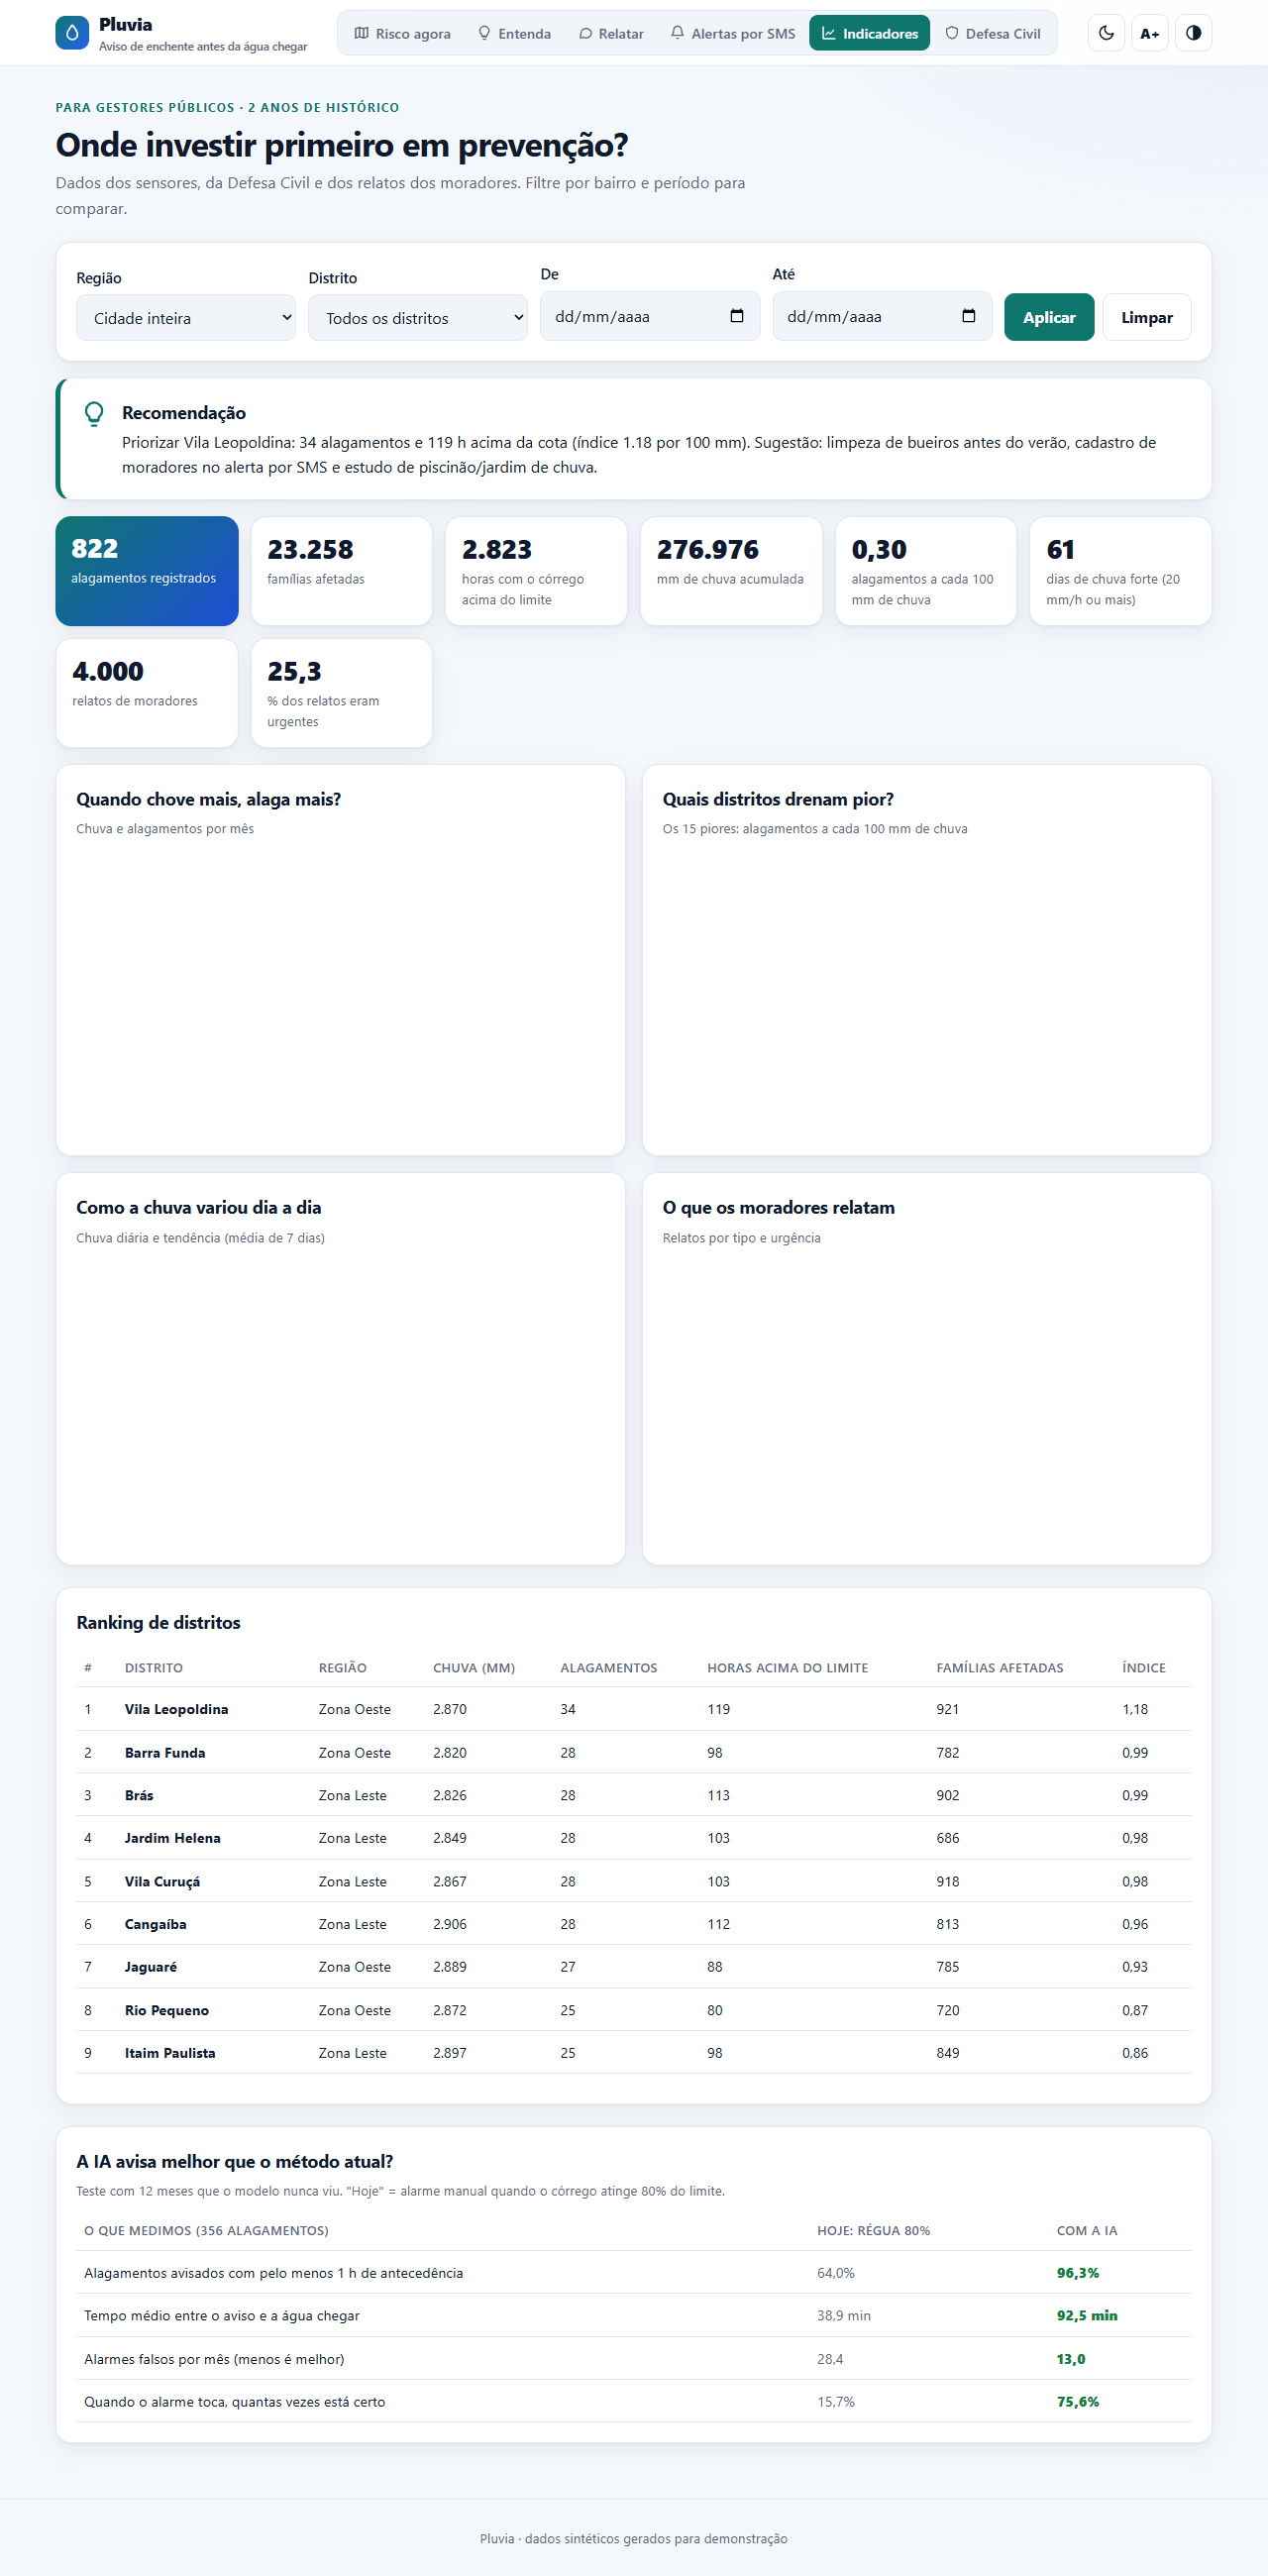 Pluvia
Aviso de enchente antes da água chegar
Risco agora
Entenda
Relatar
Alertas por SMS
Indicadores
Defesa Civil
A+
PARA GESTORES PÚBLICOS · 2 ANOS DE HISTÓRICO
Onde investir primeiro em prevenção?
Dados dos sensores, da Defesa Civil e dos relatos dos moradores. Filtre por bairro e período para
comparar.
Região
Distrito
De
Até
Cidade inteira
Todos os distritos
dd/mm/aaaa
dd/mm/aaaa
Aplicar
Limpar
Recomendação
Priorizar Vila Leopoldina: 34 alagamentos e 119 h acima da cota (índice 1.18 por 100 mm). Sugestão: limpeza de bueiros antes do verão, cadastro de
moradores no alerta por SMS e estudo de piscinão/jardim de chuva.
822
alagamentos registrados
23.258
famílias afetadas
2.823
horas com o córrego
acima do limite
276.976
mm de chuva acumulada
0,30
alagamentos a cada 100
mm de chuva
61
dias de chuva forte (20
mm/h ou mais)
4.000
relatos de moradores
25,3
% dos relatos eram
urgentes
Quando chove mais, alaga mais?
Chuva e alagamentos por mês
Quais distritos drenam pior?
Os 15 piores: alagamentos a cada 100 mm de chuva
Como a chuva variou dia a dia
Chuva diária e tendência (média de 7 dias)
O que os moradores relatam
Relatos por tipo e urgência
Ranking de distritos
# DISTRITO REGIÃO CHUVA (MM) ALAGAMENTOS HORAS ACIMA DO LIMITE FAMÍLIAS AFETADAS ÍNDICE
1 Vila Leopoldina Zona Oeste 2.870 34 119 921 1,18
2 Barra Funda Zona Oeste 2.820 28 98 782 0,99
3 Brás Zona Leste 2.826 28 113 902 0,99
4 Jardim Helena Zona Leste 2.849 28 103 686 0,98
5 Vila Curuçá Zona Leste 2.867 28 103 918 0,98
6 Cangaíba Zona Leste 2.906 28 112 813 0,96
7 Jaguaré Zona Oeste 2.889 27 88 785 0,93
8 Rio Pequeno Zona Oeste 2.872 25 80 720 0,87
9 Itaim Paulista Zona Leste 2.897 25 98 849 0,86
A IA avisa melhor que o método atual?
Teste com 12 meses que o modelo nunca viu. "Hoje" = alarme manual quando o córrego atinge 80% do limite.
O QUE MEDIMOS (356 ALAGAMENTOS) HOJE: RÉGUA 80% COM A IA
Alagamentos avisados com pelo menos 1 h de antecedência 64,0% 96,3%
Tempo médio entre o aviso e a água chegar 38,9 min 92,5 min
Alarmes falsos por mês (menos é melhor) 28,4 13,0
Quando o alarme toca, quantas vezes está certo 15,7% 75,6%
Pluvia · dados sintéticos gerados para demonstração